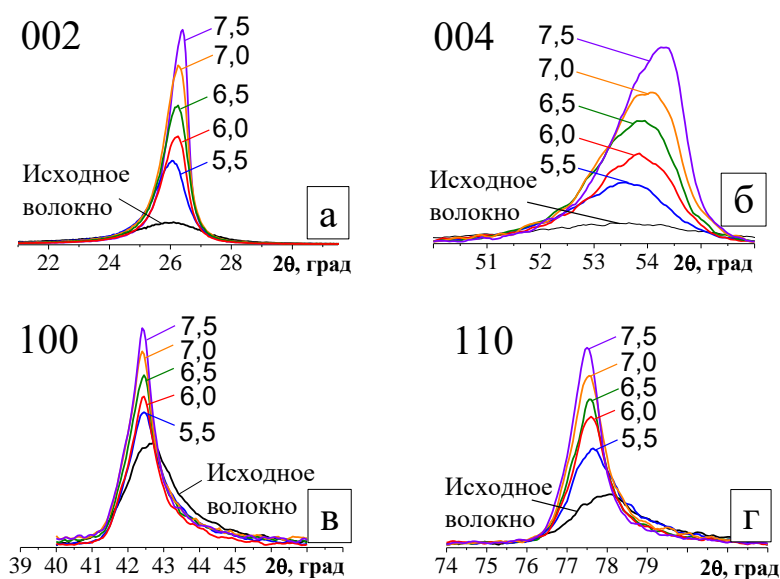 002
7,5
7,0
6,5
6,0
5,5
Исходное
волокно
а
22 24 26 28 2θ, град
004
7,5
7,0
6,5
6,0
5,5
Исходное
волокно
б
51 52 53 54 2θ, град
100
7,5
7,0
6,5
6,0
5,5
Исходное
волокно
в
39 40 41 42 43 44 45 2θ, град
110
7,5
7,0
6,5
6,0
5,5
Исходное
волокно
г
74 75 76 77 78 79 2θ, град